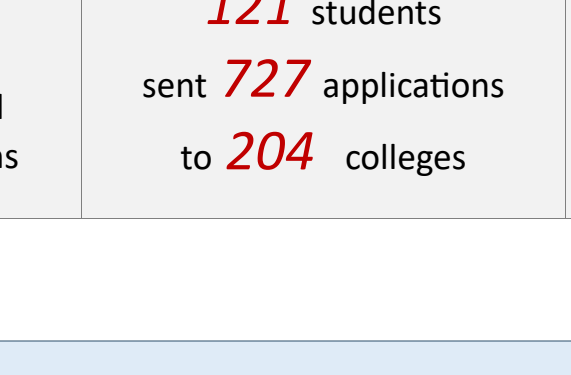 121 students
sent 727 applications
to 204 colleges